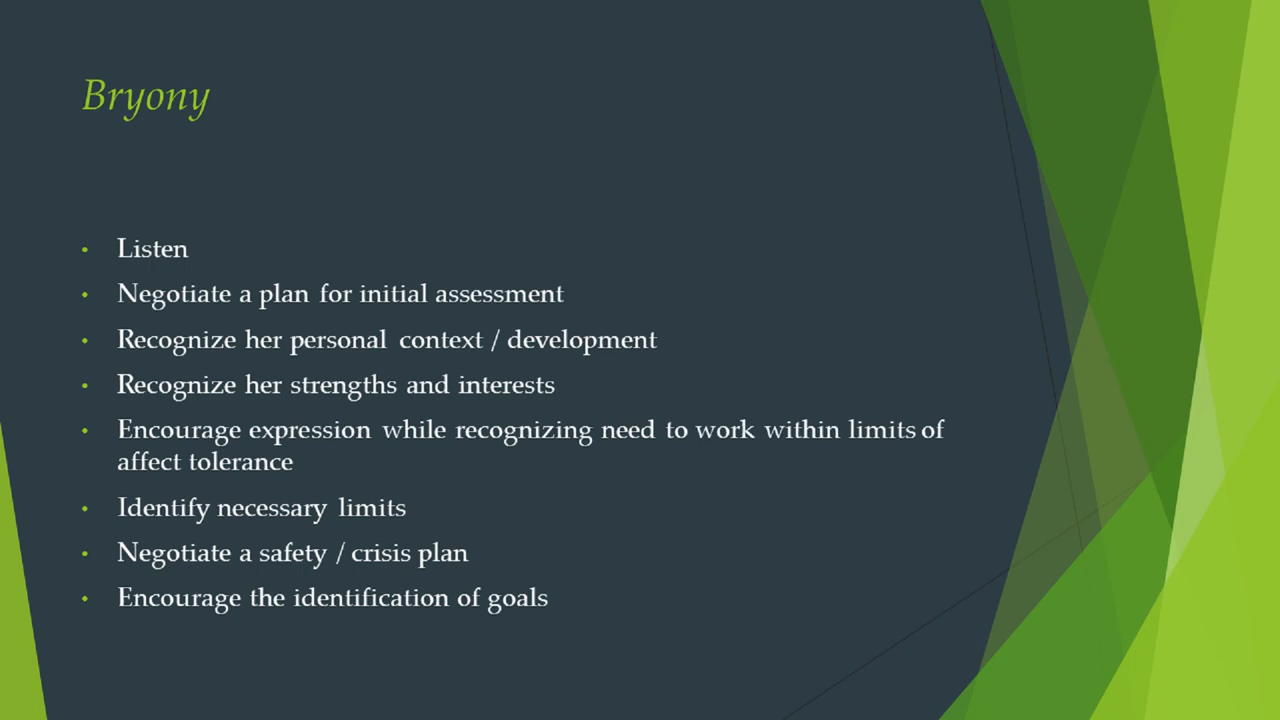 Bryony
• Listen
• Negotiate a plan for initial assessment
• Recognize her personal context / development
• Recognize her strengths and interests
• Encourage expression while recognizing need to work within limits of
affect tolerance
• Identify necessary limits
• Negotiate a safety / crisis plan
• Encourage the identification of goals